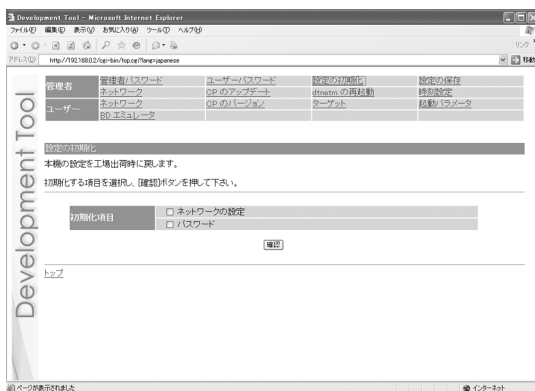 Development Tool - Microsoft Internet Explorer
ファイル(F) 編集(E) 表示(V) お気に入り(A) ツール(T) ヘルプ(H)
リンク
アドレス(D) http://192.168.0.2/cgi-bin/top.cgi?lang=japanese 移動
Development Tool
管理者 管理者パスワード ユーザーパスワード 設定の初期化 設定の保存
ネットワーク CP のアップデート dtnetm の再起動 時刻設定
ユーザー ネットワーク CP のバージョン ターゲット 起動パラメータ
BD エミュレータ
設定の初期化
本機の設定を工場出荷時に戻します。
初期化する項目を選択し、[確認]ボタンを押して下さい。
初期化項目 ネットワークの設定
パスワード
確認
トップ
ページが表示されました インターネット